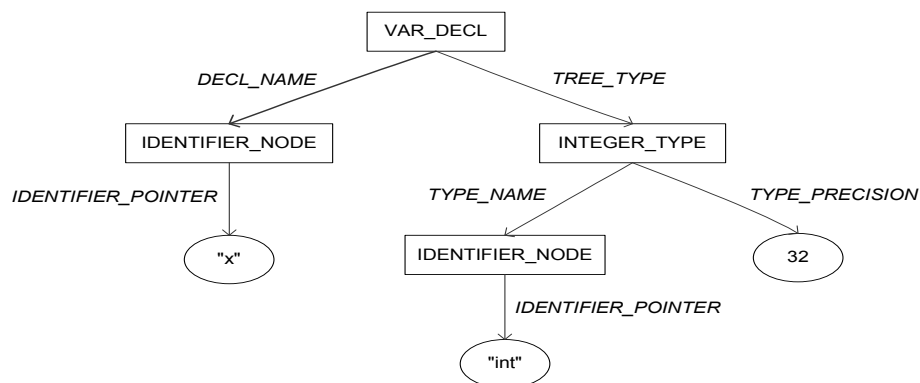 VAR_DECL
DECL_NAME
TREE_TYPE
IDENTIFIER_NODE
INTEGER_TYPE
IDENTIFIER_POINTER
TYPE_NAME
TYPE_PRECISION
"x"
IDENTIFIER_NODE
32
IDENTIFIER_POINTER
"int"